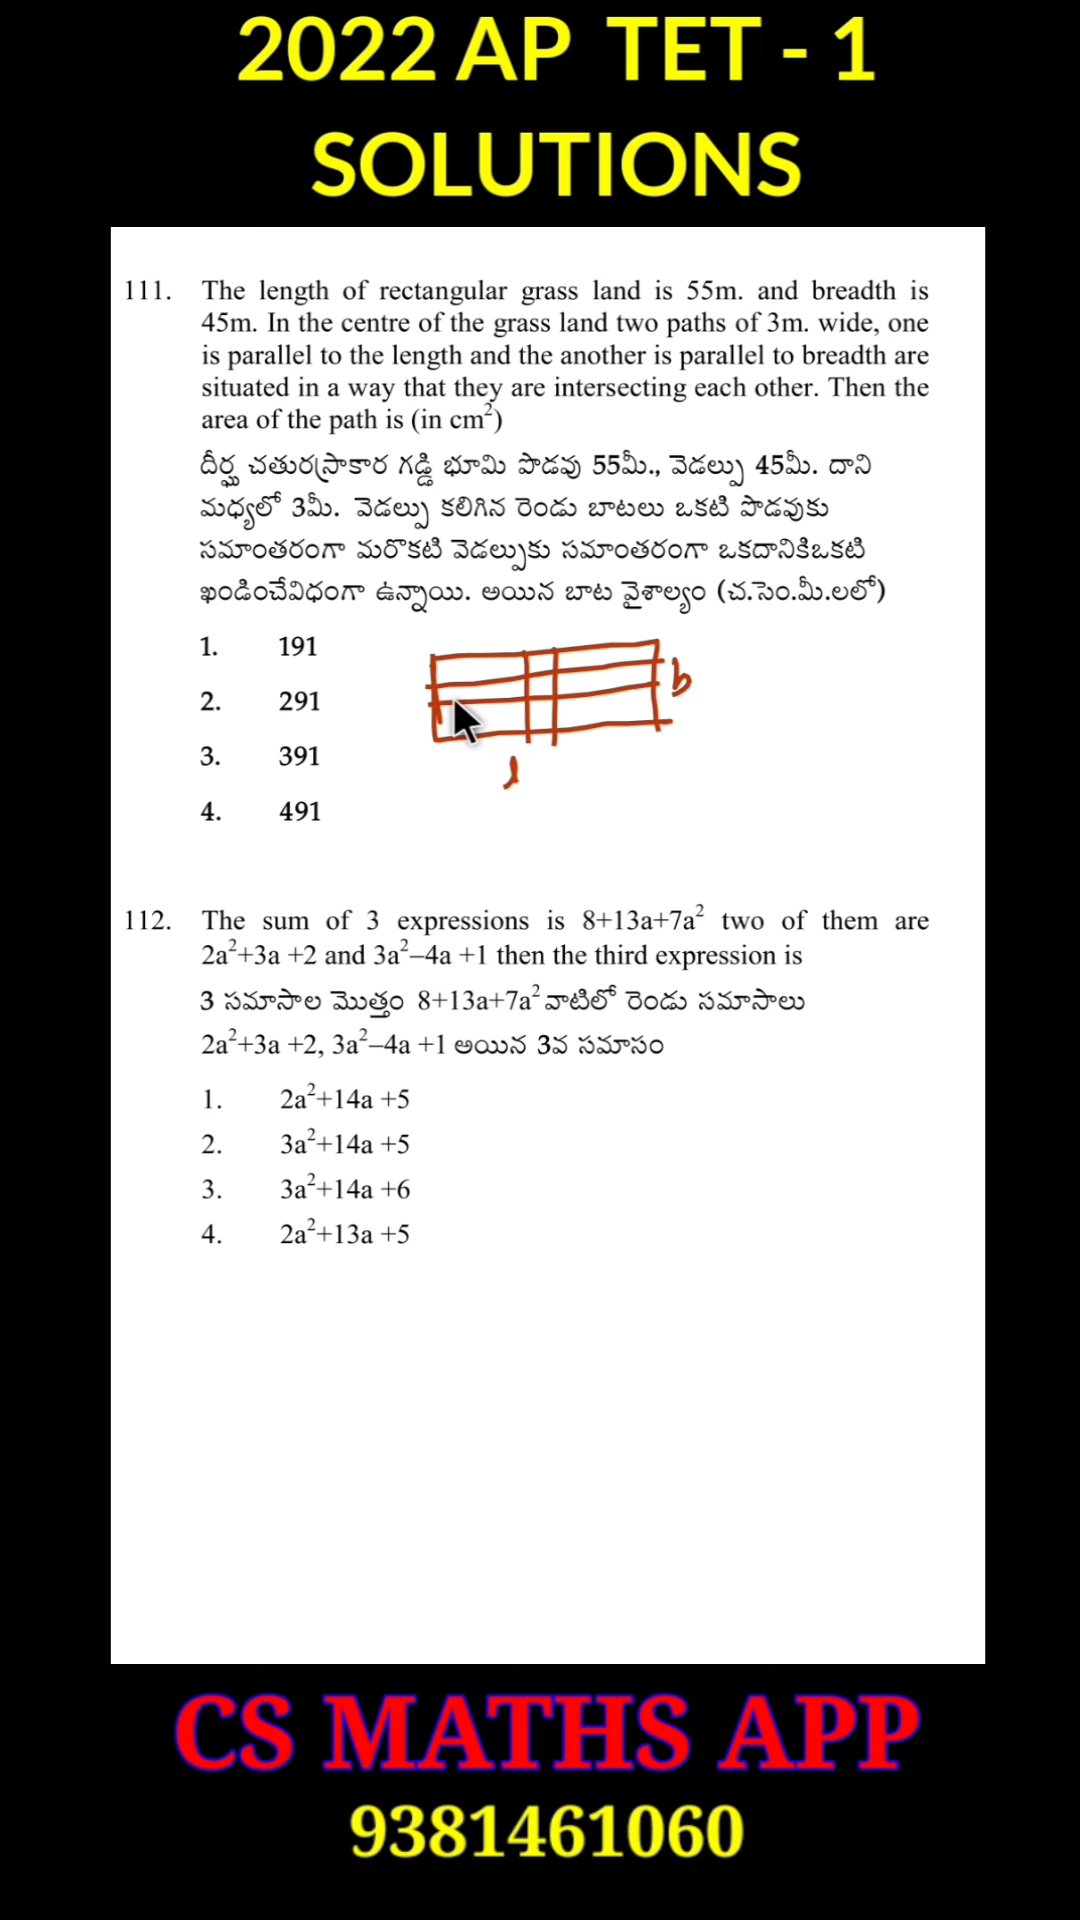 2022 AP TET - 1
SOLUTIONS
111. The length of rectangular grass land is 55m. and breadth is
45m. In the centre of the grass land two paths of 3m. wide, one
is parallel to the length and the another is parallel to breadth are
situated in a way that they are intersecting each other. Then the
area of the path is (in cm²)
దీర్ఘ చతురస్రాకార గడ్డి భూమి పొడవు 55మీ., వెడల్పు 45మీ. దాని
మధ్యలో 3మీ. వెడల్పు కలిగిన రెండు బాటలు ఒకటి పొడవుకు
సమాంతరంగా మరొకటి వెడల్పుకు సమాంతరంగా ఒకదానికిఒకటి
ఖండించేవిధంగా ఉన్నాయి. అయిన బాట వైశాల్యం (చ.సెం.మీ.లలో)
1. 191
2. 291
3. 391
4. 491
b
l
112. The sum of 3 expressions is 8+13a+7a² two of them are
2a²+3a +2 and 3a²–4a +1 then the third expression is
3 సమాసాల మొత్తం 8+13a+7a² వాటిలో రెండు సమాసాలు
2a²+3a +2, 3a²–4a +1 అయిన 3వ సమాసం
1. 2a²+14a +5
2. 3a²+14a +5
3. 3a²+14a +6
4. 2a²+13a +5
CS MATHS APP
9381461060